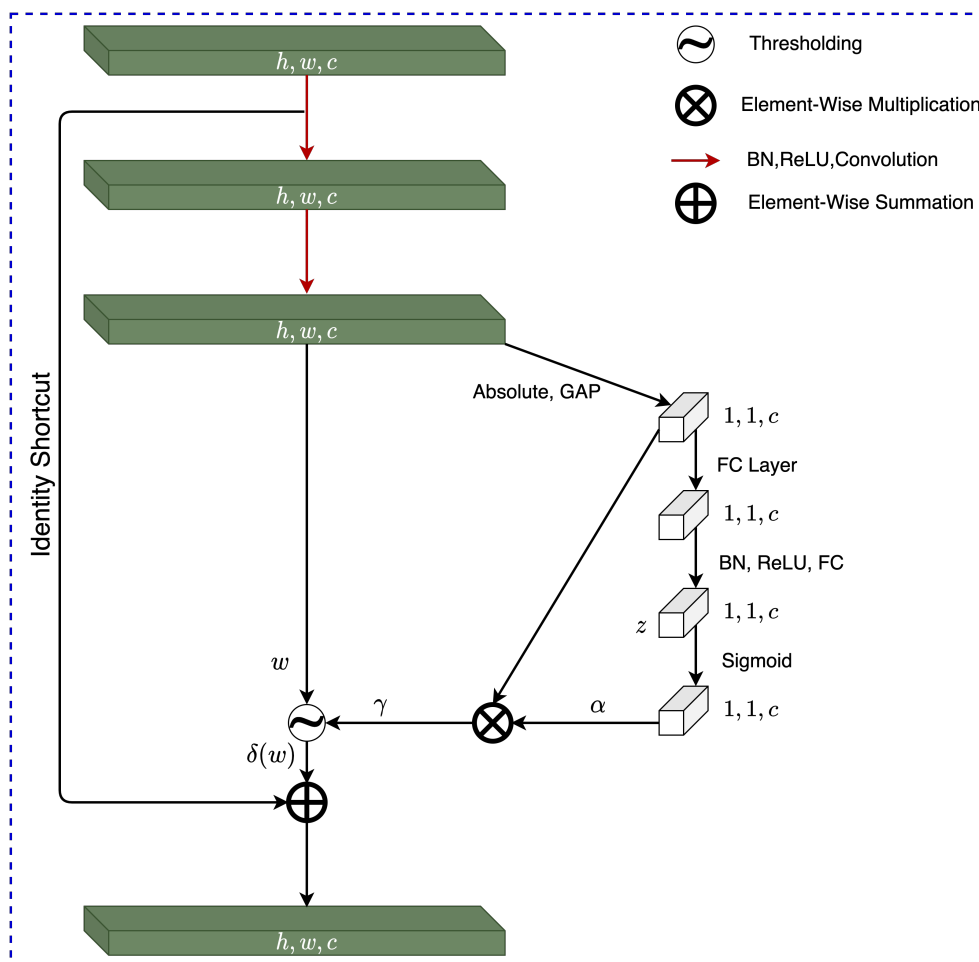 h, w, c
Thresholding
Element-Wise Multiplication
BN,ReLU,Convolution
h, w, c
Element-Wise Summation
h, w, c
Identity Shortcut
Absolute, GAP
1, 1, c
FC Layer
1, 1, c
BN, ReLU, FC
1, 1, c
z
Sigmoid
w
1, 1, c
γ
α
δ(w)
h, w, c